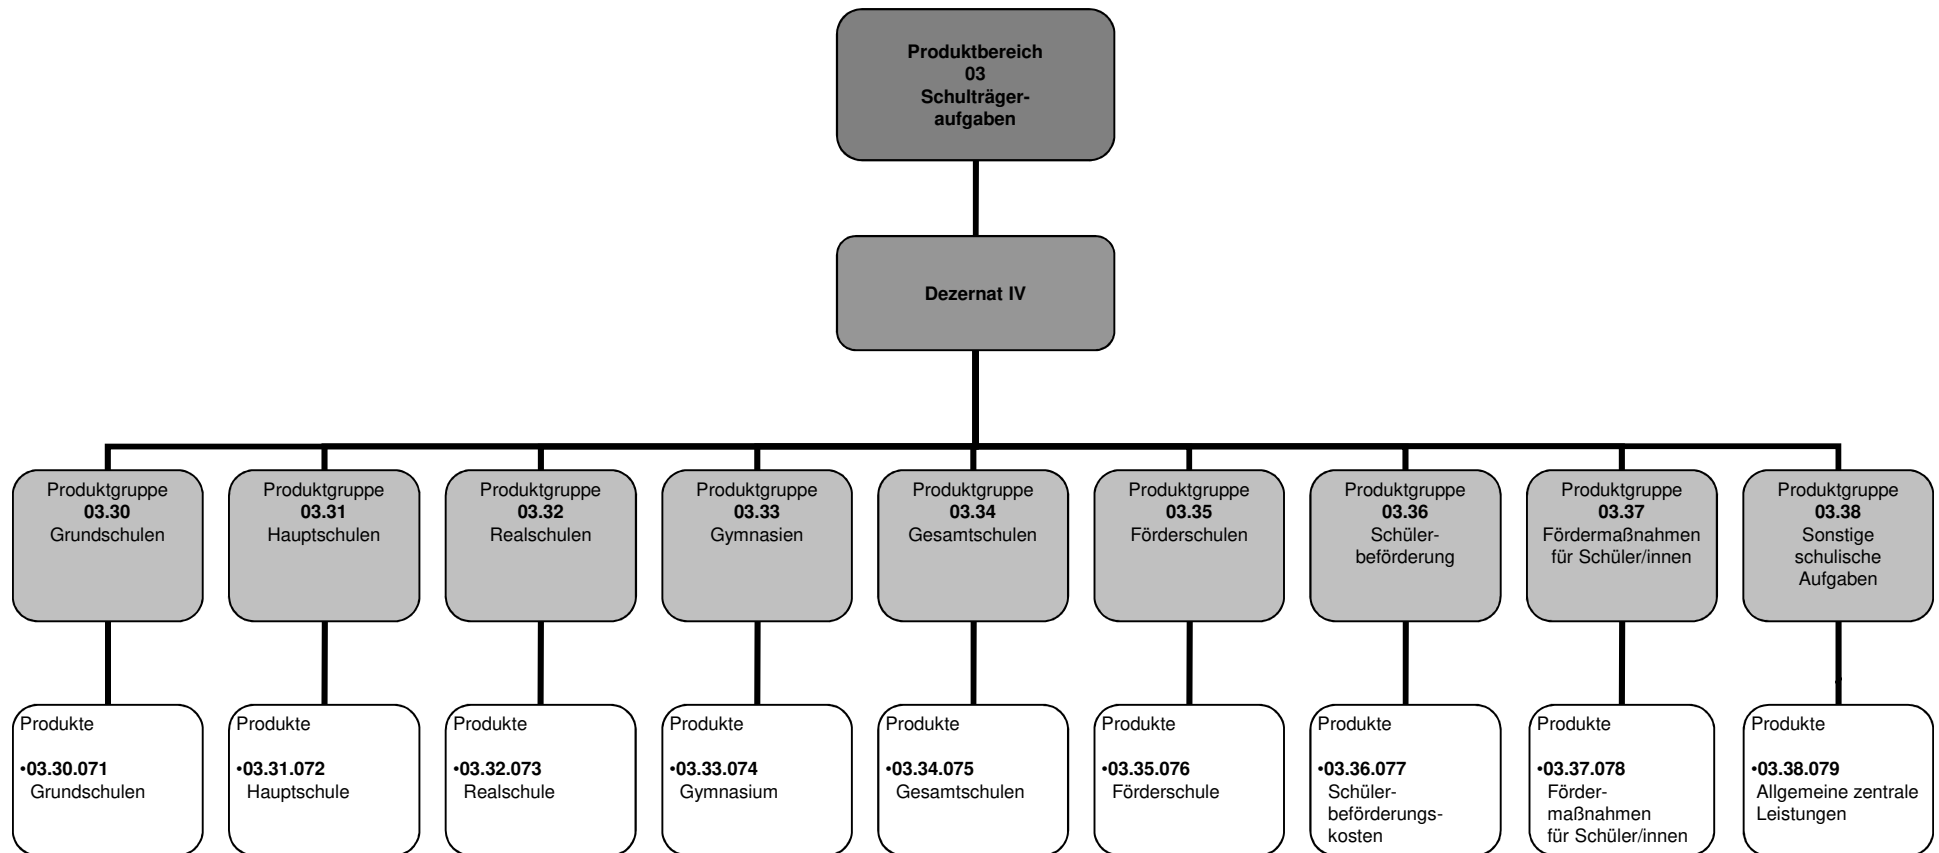 Produktbereich
03
Schulträger-
aufgaben
Dezernat IV
Produktgruppe
03.30
Grundschulen
Produktgruppe
03.31
Hauptschulen
Produktgruppe
03.32
Realschulen
Produktgruppe
03.33
Gymnasien
Produktgruppe
03.34
Gesamtschulen
Produktgruppe
03.35
Förderschulen
Produktgruppe
03.36
Schüler-
beförderung
Produktgruppe
03.37
Fördermaßnahmen
für Schüler/innen
Produktgruppe
03.38
Sonstige
schulische
Aufgaben
Produkte
•03.30.071
Grundschulen
Produkte
•03.31.072
Hauptschule
Produkte
•03.32.073
Realschule
Produkte
•03.33.074
Gymnasium
Produkte
•03.34.075
Gesamtschulen
Produkte
•03.35.076
Förderschule
Produkte
•03.36.077
Schüler-
beförderungs-
kosten
Produkte
•03.37.078
Förder-
maßnahmen
für Schüler/innen
Produkte
•03.38.079
Allgemeine zentrale
Leistungen